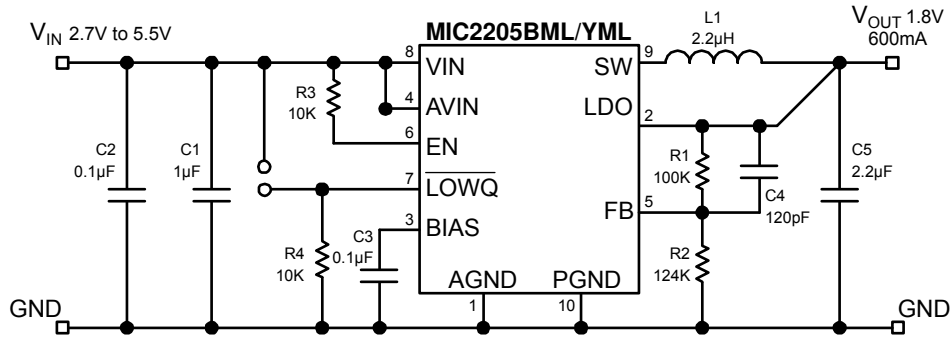 MIC2205BML/YML
VIN 2.7V to 5.5V
L1
2.2µH
VOUT 1.8V
600mA
8
VIN
SW
9
4
AVIN
LDO
2
R3
10K
6
EN
C2
0.1µF
C1
1µF
R1
100K
C4
120pF
C5
2.2µF
7
LOWQ
FB
5
3
BIAS
R4
10K
C3
0.1µF
R2
124K
AGND
PGND
1
10
GND
GND